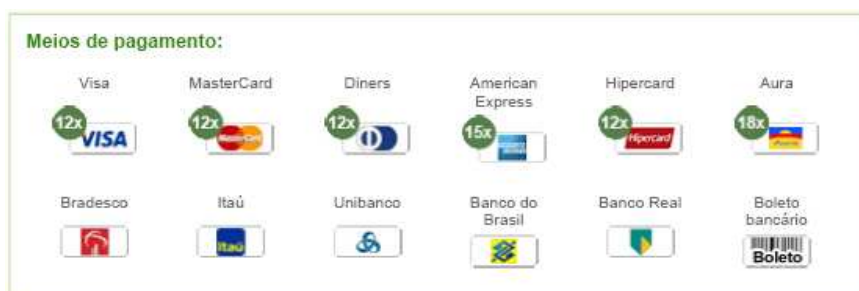 Meios de pagamento:
Visa MasterCard Diners American Express Hipercard Aura
12x VISA 12x MasterCard 12x 15x 12x Hipercard 18x
Bradesco Itaú Unibanco Banco do Brasil Banco Real Boleto bancário
Itaú Boleto